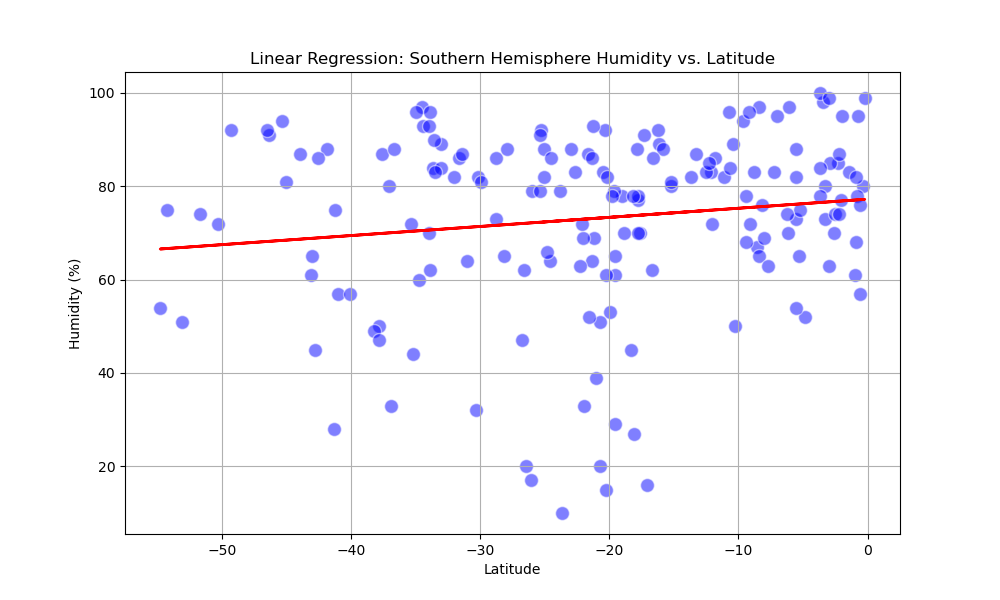 Linear Regression: Southern Hemisphere Humidity vs. Latitude
100
80
60
40
20
Humidity (%)
−50 −40 −30 −20 −10 0
Latitude